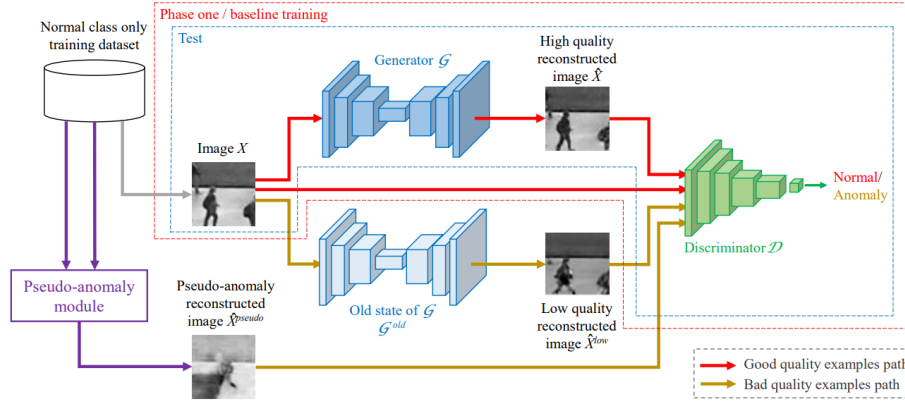 Phase one / baseline training
Normal class only
training dataset
Test
Generator 𝒢
High quality
reconstructed
image X̂
Image X
Normal/
Anomaly
Discriminator 𝒟
Pseudo-anomaly
module
Pseudo-anomaly
reconstructed
image X̂pseudo
Old state of 𝒢
𝒢old
Low quality
reconstructed
image X̂low
Good quality examples path
Bad quality examples path